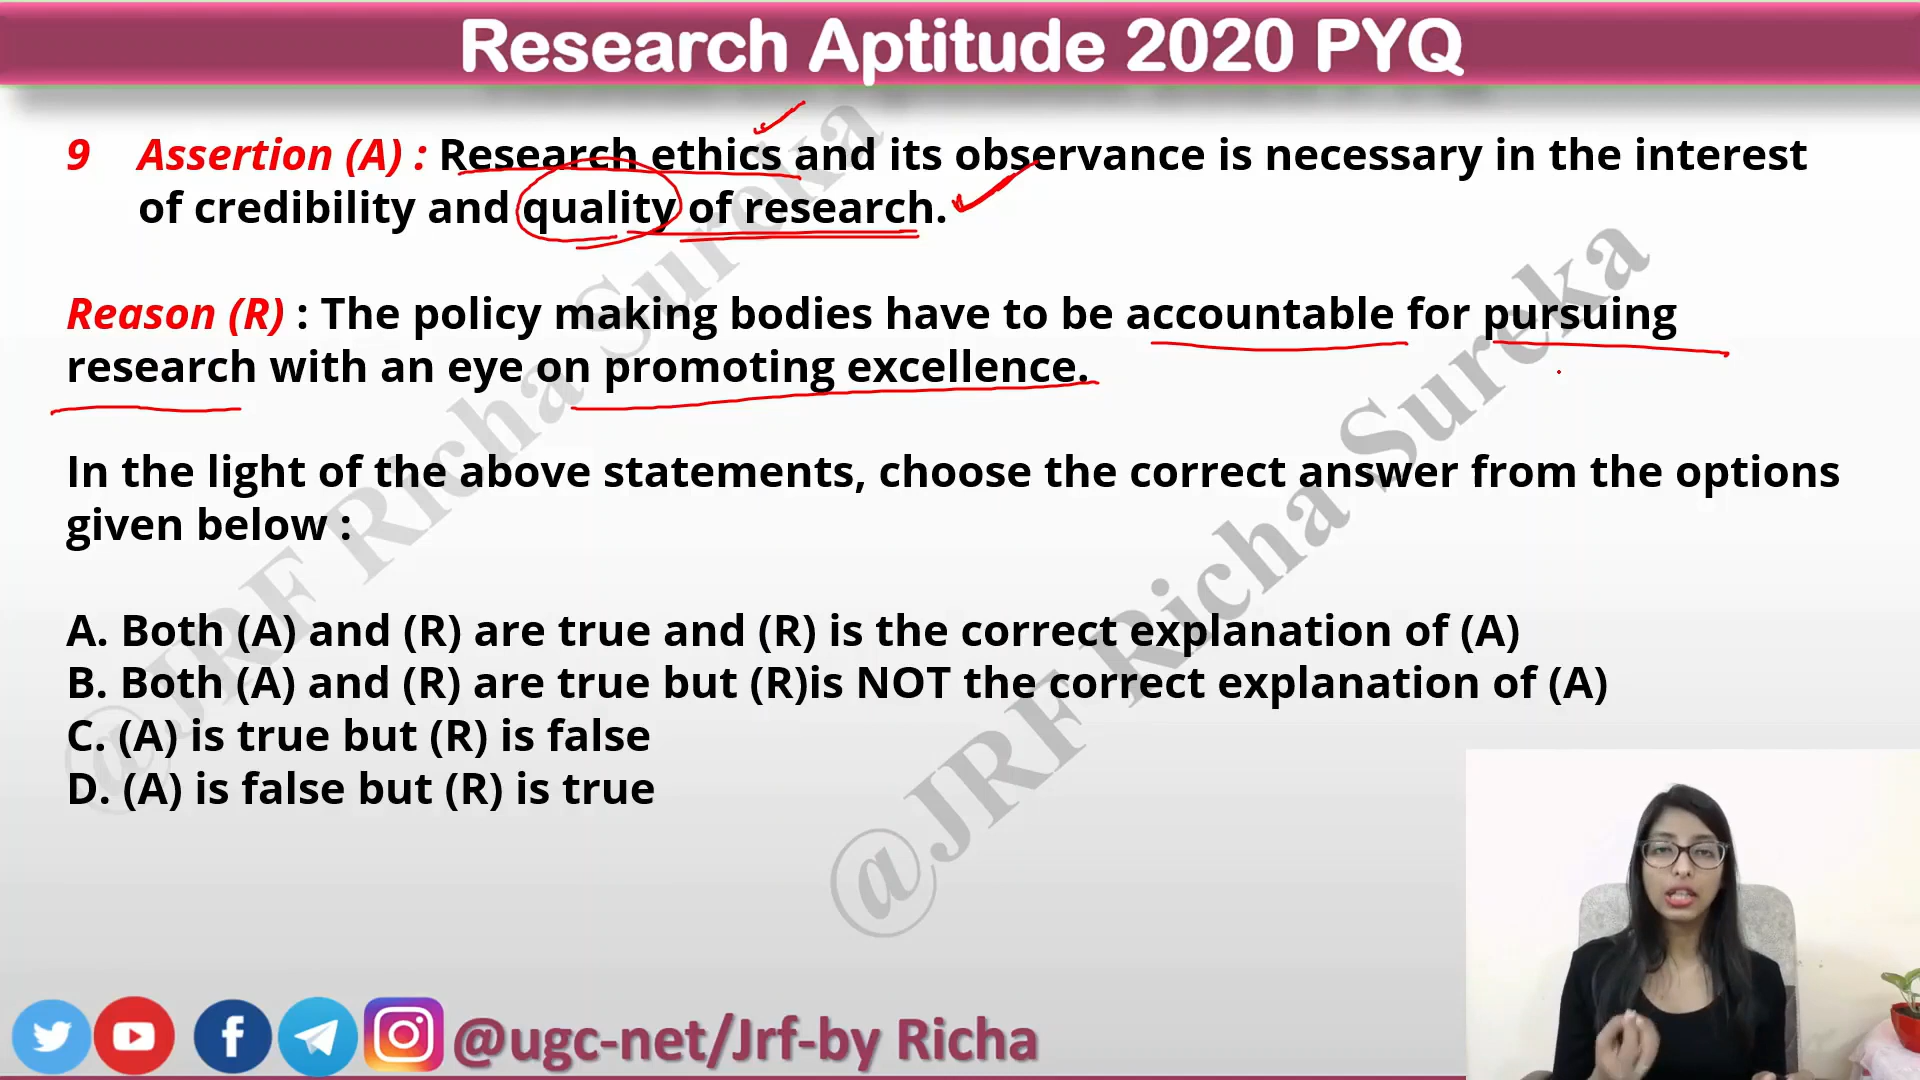 Research Aptitude 2020 PYQ
9 Assertion (A) : Research ethics and its observance is necessary in the interest
of credibility and quality of research.
Reason (R) : The policy making bodies have to be accountable for pursuing
research with an eye on promoting excellence.
In the light of the above statements, choose the correct answer from the options
given below :
A. Both (A) and (R) are true and (R) is the correct explanation of (A)
B. Both (A) and (R) are true but (R)is NOT the correct explanation of (A)
C. (A) is true but (R) is false
D. (A) is false but (R) is true
@JRF Richa Sureka
@JRF Richa Sureka
@ugc-net/Jrf-by Richa